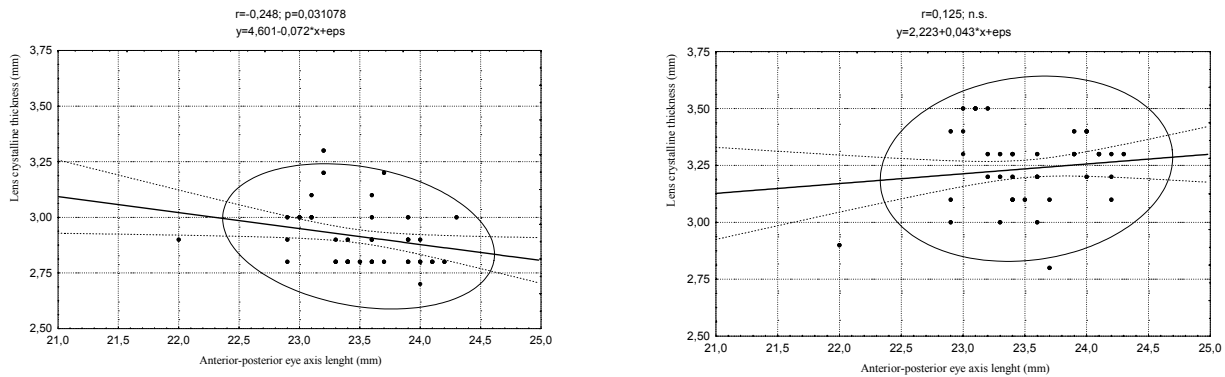 r=-0,248; p=0,031078
y=4,601-0,072*x+eps
Lens crystalline thickness (mm)
3,75
3,50
3,25
3,00
2,75
2,50
21,0 21,5 22,0 22,5 23,0 23,5 24,0 24,5 25,0
Anterior-posterior eye axis lenght (mm)
r=0,125; n.s.
y=2,223+0,043*x+eps
Lens crystalline thickness (mm)
3,75
3,50
3,25
3,00
2,75
2,50
21,0 21,5 22,0 22,5 23,0 23,5 24,0 24,5 25,0
Anterior-posterior eye axis lenght (mm)